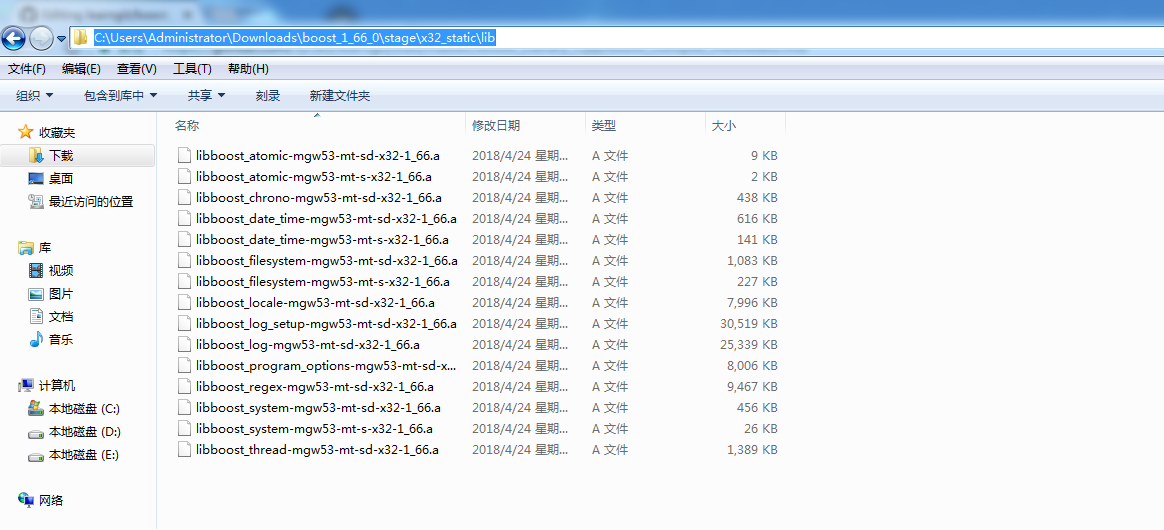 C:\Users\Administrator\Downloads\boost_1_66_0\stage\x32_static\lib
文件(F) 编辑(E) 查看(V) 工具(T) 帮助(H)
组织 包含到库中 共享 刻录 新建文件夹
收藏夹
下载
桌面
最近访问的位置
库
视频
图片
文档
音乐
计算机
本地磁盘 (C:)
本地磁盘 (D:)
本地磁盘 (E:)
网络
名称 修改日期 类型 大小
libboost_atomic-mgw53-mt-sd-x32-1_66.a 2018/4/24 星期... A 文件 9 KB
libboost_atomic-mgw53-mt-s-x32-1_66.a 2018/4/24 星期... A 文件 2 KB
libboost_chrono-mgw53-mt-sd-x32-1_66.a 2018/4/24 星期... A 文件 438 KB
libboost_date_time-mgw53-mt-sd-x32-1_66.a 2018/4/24 星期... A 文件 616 KB
libboost_date_time-mgw53-mt-s-x32-1_66.a 2018/4/24 星期... A 文件 141 KB
libboost_filesystem-mgw53-mt-sd-x32-1_66.a 2018/4/24 星期... A 文件 1,083 KB
libboost_filesystem-mgw53-mt-s-x32-1_66.a 2018/4/24 星期... A 文件 227 KB
libboost_locale-mgw53-mt-sd-x32-1_66.a 2018/4/24 星期... A 文件 7,996 KB
libboost_log_setup-mgw53-mt-sd-x32-1_66.a 2018/4/24 星期... A 文件 30,519 KB
libboost_log-mgw53-mt-sd-x32-1_66.a 2018/4/24 星期... A 文件 25,339 KB
libboost_program_options-mgw53-mt-sd-x... 2018/4/24 星期... A 文件 8,006 KB
libboost_regex-mgw53-mt-sd-x32-1_66.a 2018/4/24 星期... A 文件 9,467 KB
libboost_system-mgw53-mt-sd-x32-1_66.a 2018/4/24 星期... A 文件 456 KB
libboost_system-mgw53-mt-s-x32-1_66.a 2018/4/24 星期... A 文件 26 KB
libboost_thread-mgw53-mt-sd-x32-1_66.a 2018/4/24 星期... A 文件 1,389 KB